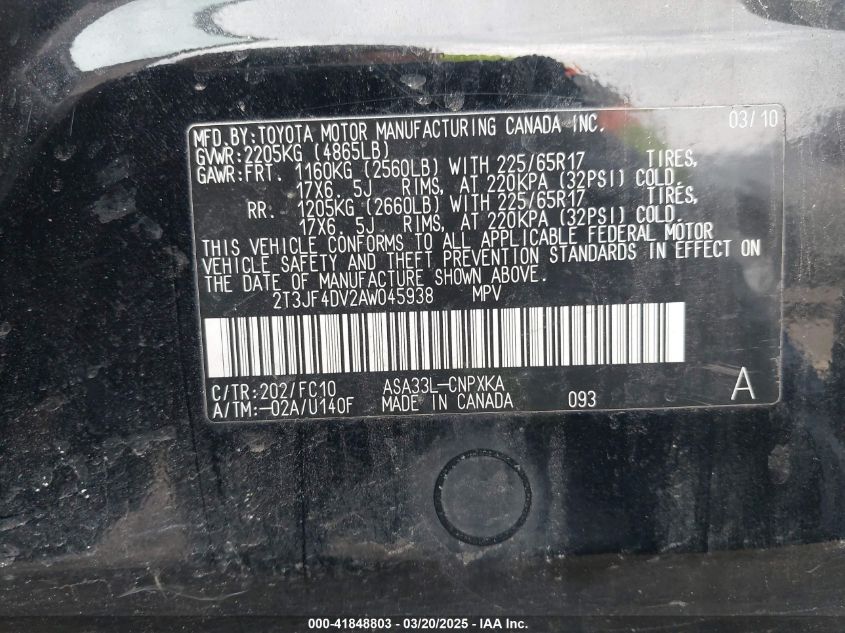 MFD.BY:TOYOTA MOTOR MANUFACTURING CANADA INC. 03/10
GVWR:2205KG (4865LB)
GAWR:FRT. 1160KG (2560LB) WITH 225/65R17 TIRES,
17X6. 5J RIMS, AT 220KPA (32PSI) COLD.
RR. 1205KG (2660LB) WITH 225/65R17 TIRES,
17X6. 5J RIMS, AT 220KPA (32PSI) COLD.
THIS VEHICLE CONFORMS TO ALL APPLICABLE FEDERAL MOTOR
VEHICLE SAFETY AND THEFT PREVENTION STANDARDS IN EFFECT ON
THE DATE OF MANUFACTURE SHOWN ABOVE.
2T3JF4DV2AW045938 MPV
C/TR:202/FC10 ASA33L-CNPXKA
A/TM:-02A/U140F MADE IN CANADA 093 A
000-41848803 - 03/20/2025 - IAA Inc.